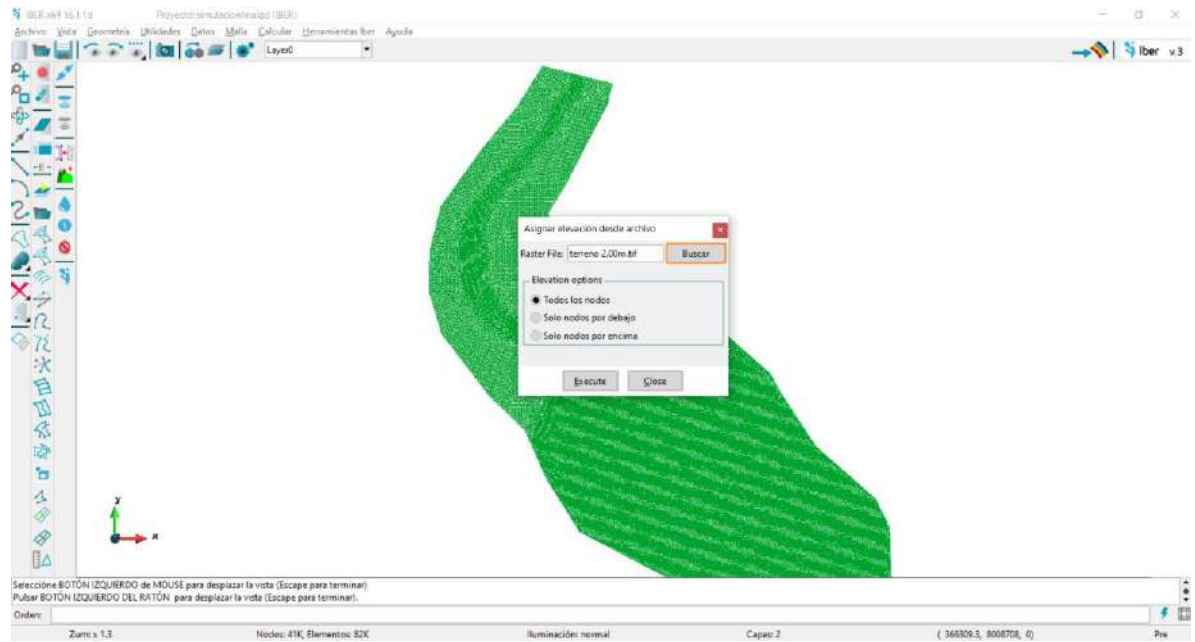 IBER x64 16.1.1d Proyecto: simulacionfinalqd (IBER)
Archivo Vista Geometría Utilidades Datos Malla Calcular Herramientas Iber Ayuda
Layer0
Iber v.3
Asignar elevación desde archivo
Raster File: terreno 2,00m.tif Buscar
Elevation options
Todos los nodos
Solo nodos por debajo
Solo nodos por encima
Execute Close
y
x
Seleccióne BOTÓN IZQUIERDO de MOUSE para desplazar la vista (Escape para terminar)
Pulsar BOTÓN IZQUIERDO DEL RATÓN para desplazar la vista (Escape para terminar).
Orden:
Zum: x 1.3 Nodos: 41K, Elementos: 82K Iluminación: normal Capas: 2 ( 366309.3, 8008708, 0) Pre